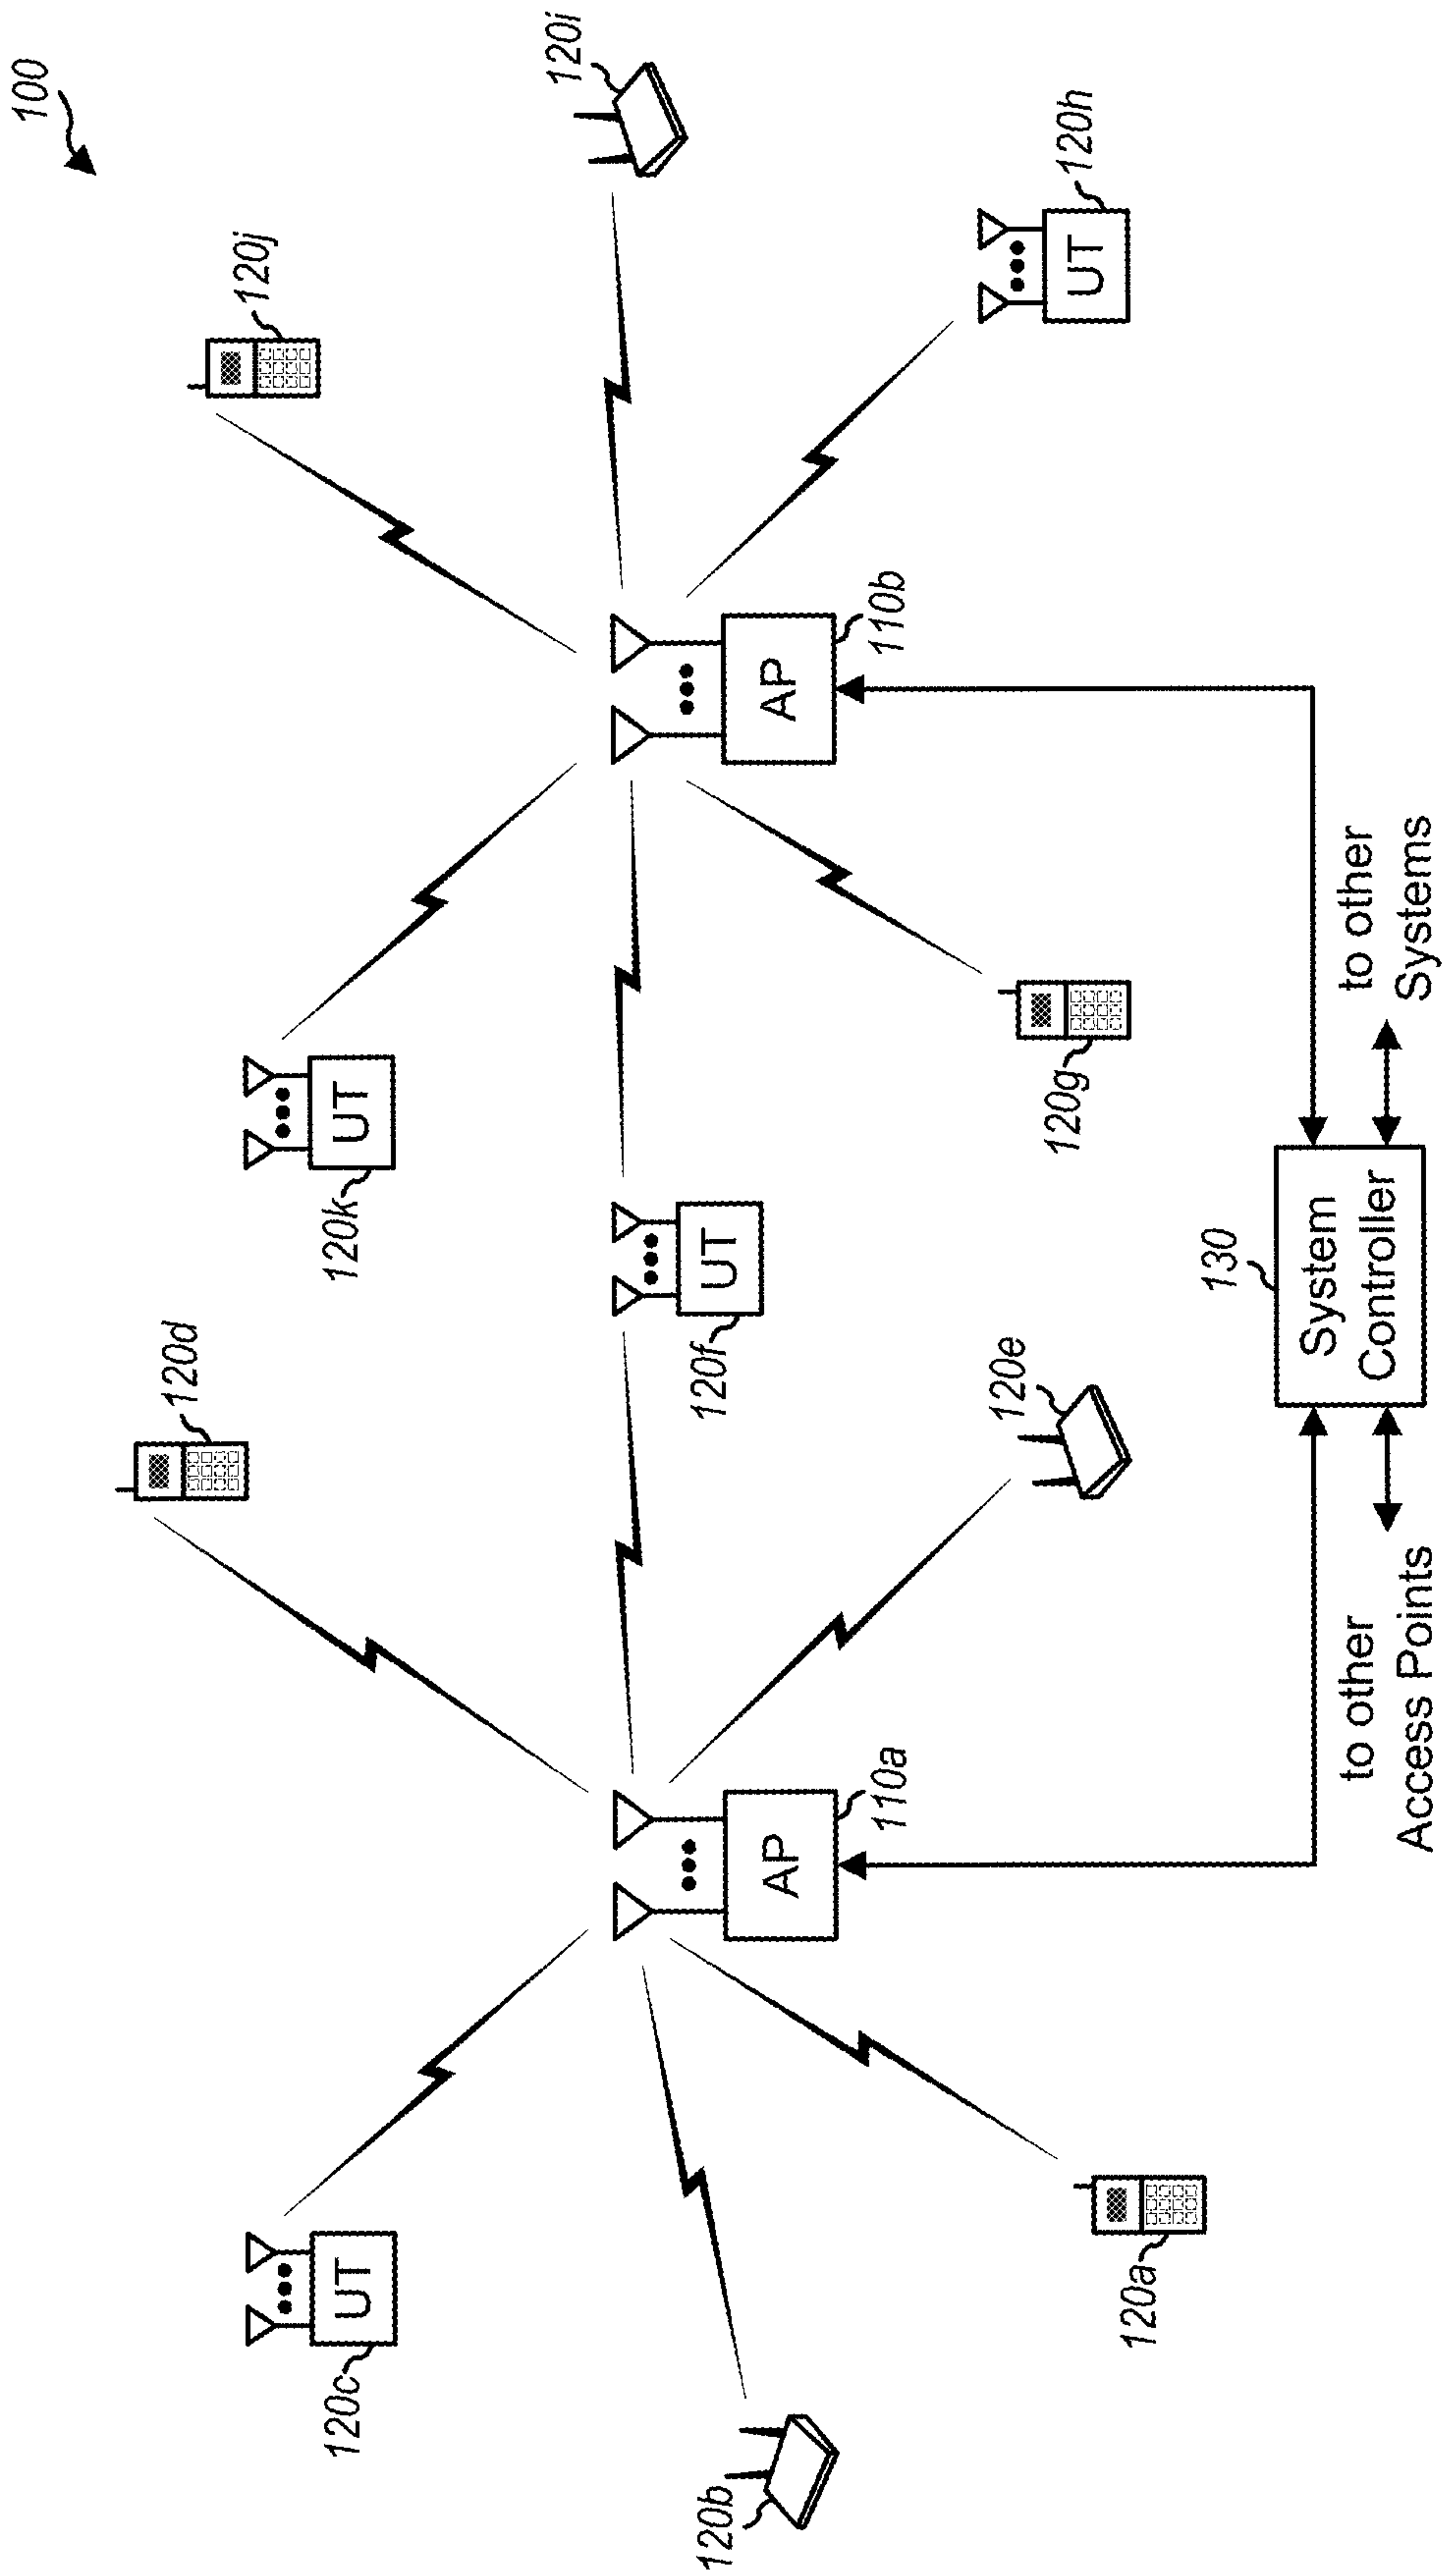 100
120d
120j
120c
UT
120k
UT
120b
120f
UT
120i
AP
110a
AP
110b
120a
120e
120g
UT
120h
130
System
Controller
to other
Access Points
to other
Systems